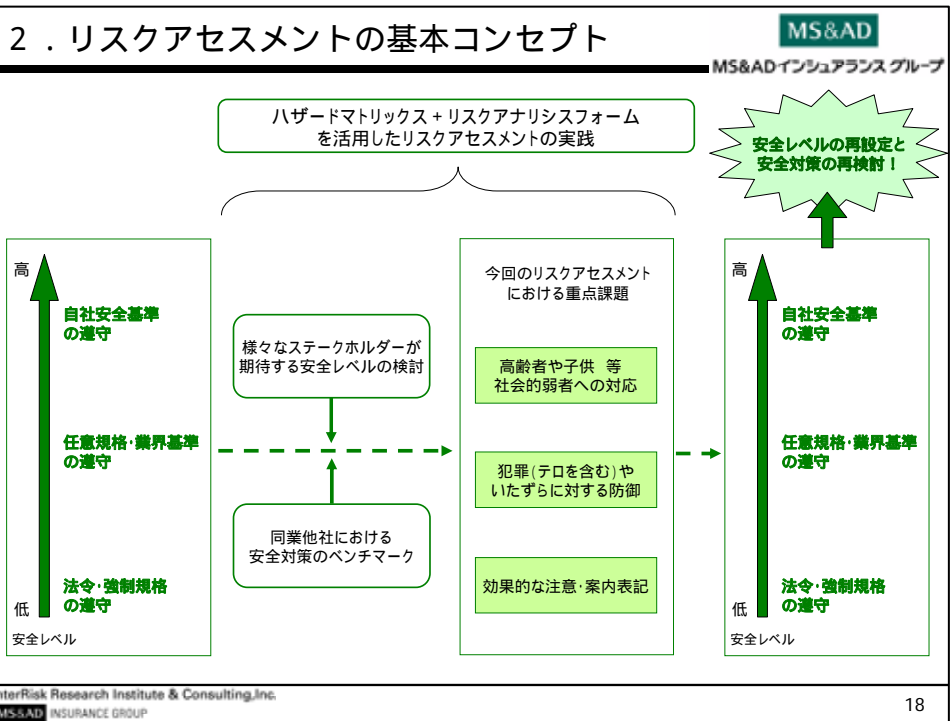 2．リスクアセスメントの基本コンセプト
MS&AD
MS&ADインシュアランス グループ
ハザードマトリックス＋リスクアナリシスフォーム
を活用したリスクアセスメントの実践
安全レベルの再設定と
安全対策の再検討！
高
自社安全基準
の遵守
任意規格・業界基準
の遵守
法令・強制規格
の遵守
低
安全レベル
様々なステークホルダーが
期待する安全レベルの検討
同業他社における
安全対策のベンチマーク
今回のリスクアセスメント
における重点課題
高齢者や子供 等
社会的弱者への対応
犯罪(テロを含む)や
いたずらに対する防御
効果的な注意・案内表記
高
自社安全基準
の遵守
任意規格・業界基準
の遵守
法令・強制規格
の遵守
低
安全レベル
nterRisk Research Institute & Consulting,Inc.
MS&AD INSURANCE GROUP
18